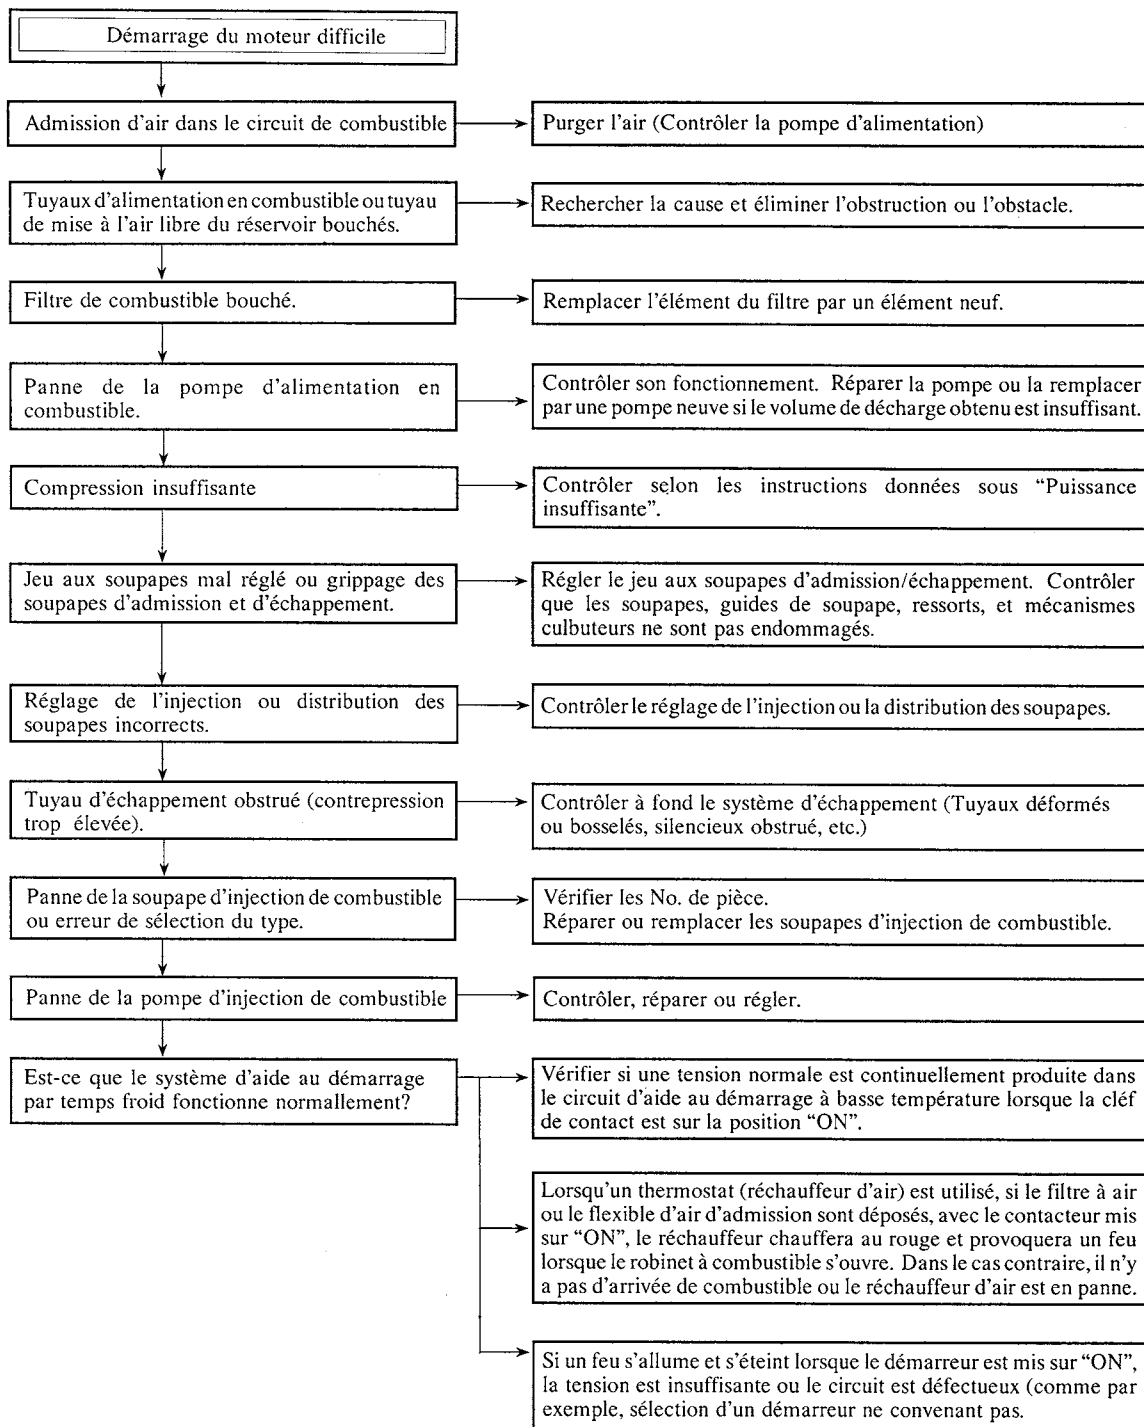 Démarrage du moteur difficile
Admission d'air dans le circuit de combustible
Purger l'air (Contrôler la pompe d'alimentation)
Tuyaux d'alimentation en combustible ou tuyau
de mise à l'air libre du réservoir bouchés.
Rechercher la cause et éliminer l'obstruction ou l'obstacle.
Filtre de combustible bouché.
Remplacer l'élément du filtre par un élément neuf.
Panne de la pompe d'alimentation en
combustible.
Contrôler son fonctionnement. Réparer la pompe ou la remplacer
par une pompe neuve si le volume de décharge obtenu est insuffisant.
Compression insuffisante
Contrôler selon les instructions données sous “Puissance
insuffisante”.
Jeu aux soupapes mal réglé ou grippage des
soupapes d'admission et d'échappement.
Régler le jeu aux soupapes d'admission/échappement. Contrôler
que les soupapes, guides de soupape, ressorts, et mécanismes
culbuteurs ne sont pas endommagés.
Réglage de l'injection ou distribution des
soupapes incorrects.
Contrôler le réglage de l'injection ou la distribution des soupapes.
Tuyau d'échappement obstrué (contrepression
trop élevée).
Contrôler à fond le système d'échappement (Tuyaux déformés
ou bosselés, silencieux obstrué, etc.)
Panne de la soupape d'injection de combustible
ou erreur de sélection du type.
Vérifier les No. de pièce.
Réparer ou remplacer les soupapes d'injection de combustible.
Panne de la pompe d'injection de combustible
Contrôler, réparer ou régler.
Est-ce que le système d'aide au démarrage
par temps froid fonctionne normallement?
Vérifier si une tension normale est continuellement produite dans
le circuit d'aide au démarrage à basse température lorsque la cléf
de contact est sur la position “ON”.
Lorsqu'un thermostat (réchauffeur d'air) est utilisé, si le filtre à air
ou le flexible d'air d'admission sont déposés, avec le contacteur mis
sur “ON”, le réchauffeur chauffera au rouge et provoquera un feu
lorsque le robinet à combustible s'ouvre. Dans le cas contraire, il n'y
a pas d'arrivée de combustible ou le réchauffeur d'air est en panne.
Si un feu s'allume et s'éteint lorsque le démarreur est mis sur “ON”,
la tension est insuffisante ou le circuit est défectueux (comme par
exemple, sélection d'un démarreur ne convenant pas.